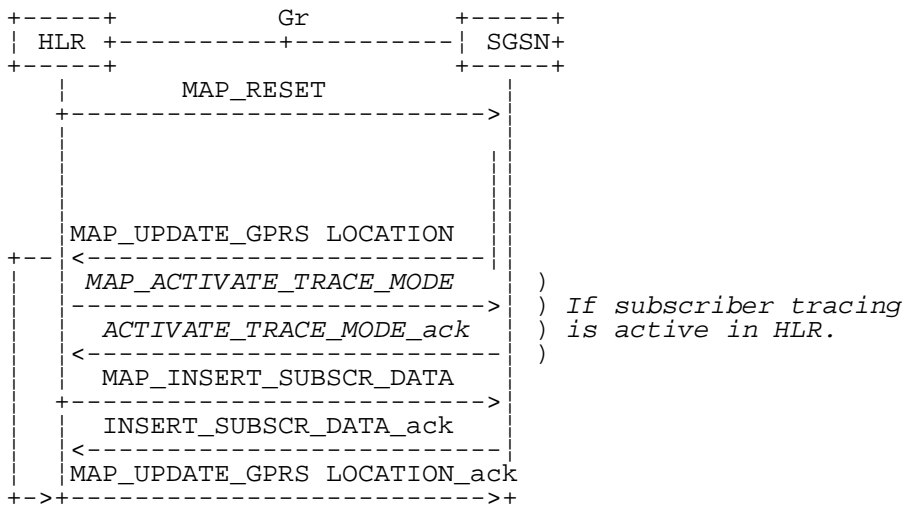 Gr
HLR SGSN
MAP_RESET
MAP_UPDATE_GPRS LOCATION
MAP_ACTIVATE_TRACE_MODE )
) If subscriber tracing
ACTIVATE_TRACE_MODE_ack ) is active in HLR.
)
MAP_INSERT_SUBSCR_DATA
INSERT_SUBSCR_DATA_ack
MAP_UPDATE_GPRS LOCATION_ack